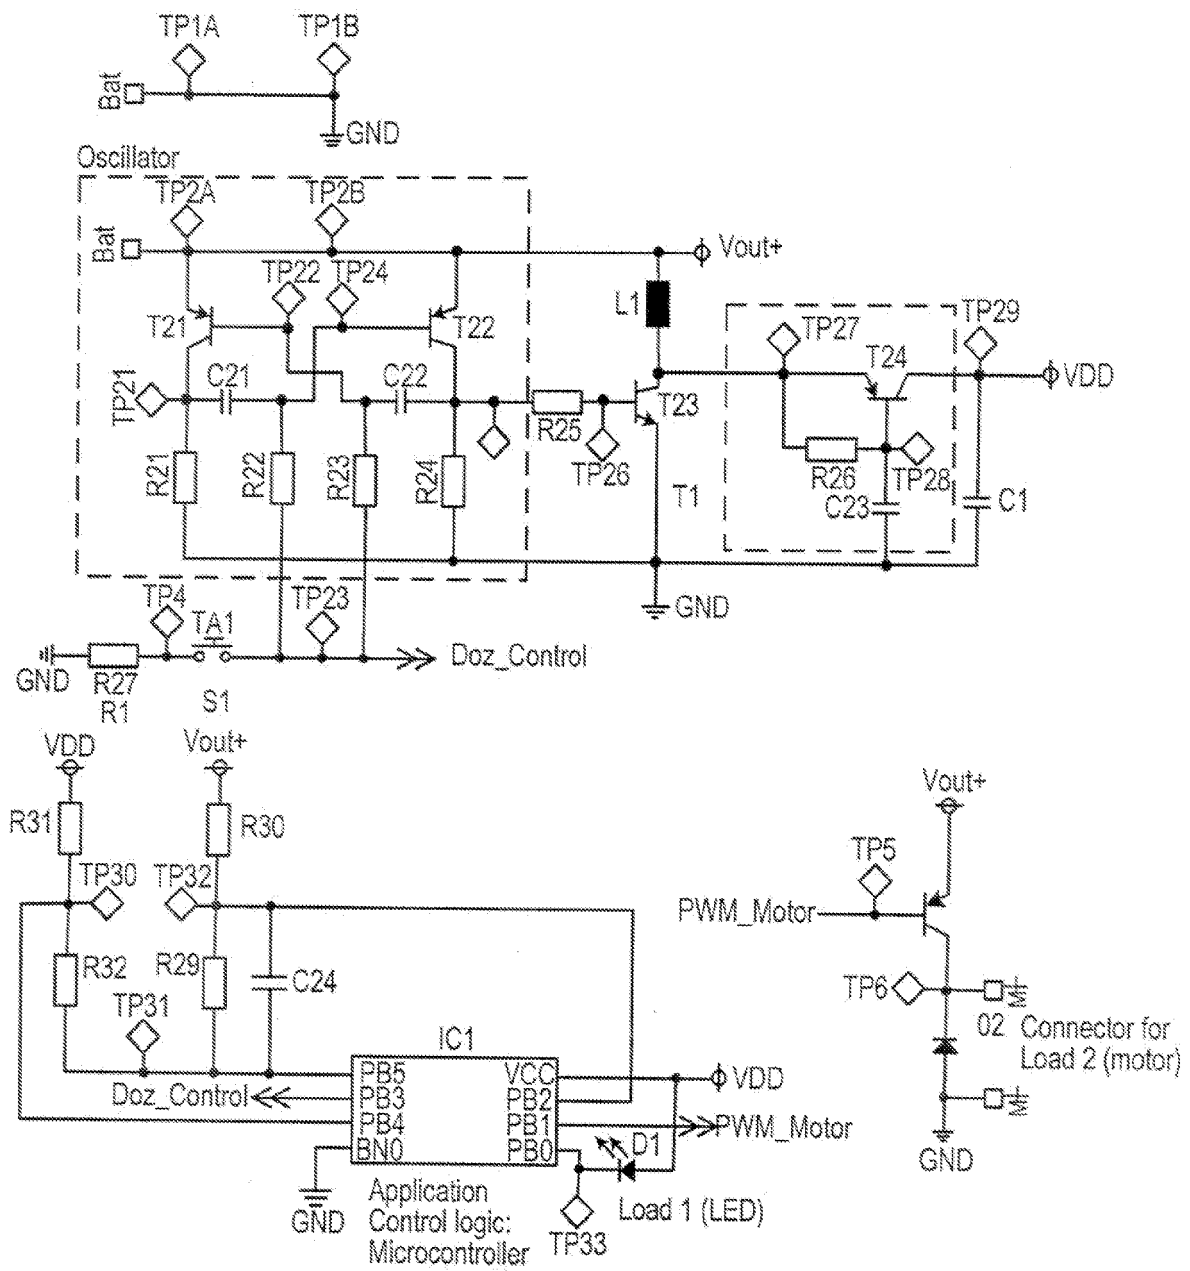 TP1A TP1B
Bat
GND
Oscillator
TP2A TP2B
Bat
Vout+
TP22 TP24
L1
T21
T22
TP27
TP29
T24
VDD
TP21
C21
C22
T23
R25
TP26
R21
R22
R23
R24
R26
TP28
C23
C1
T1
GND
TP4
TA1
TP23
GND
R27
R1
Doz_Control
S1
VDD
Vout+
R31
R30
TP30
TP32
R32
R29
C24
TP31
IC1
PB5
PB3
PB4
BN0
VCC
PB2
PB1
PB0
Doz_Control
VDD
PWM_Motor
D1
GND
Application
Control logic:
Microcontroller
TP33
Load 1 (LED)
Vout+
TP5
PWM_Motor
TP6
M
02
Connector for
Load 2 (motor)
M
GND